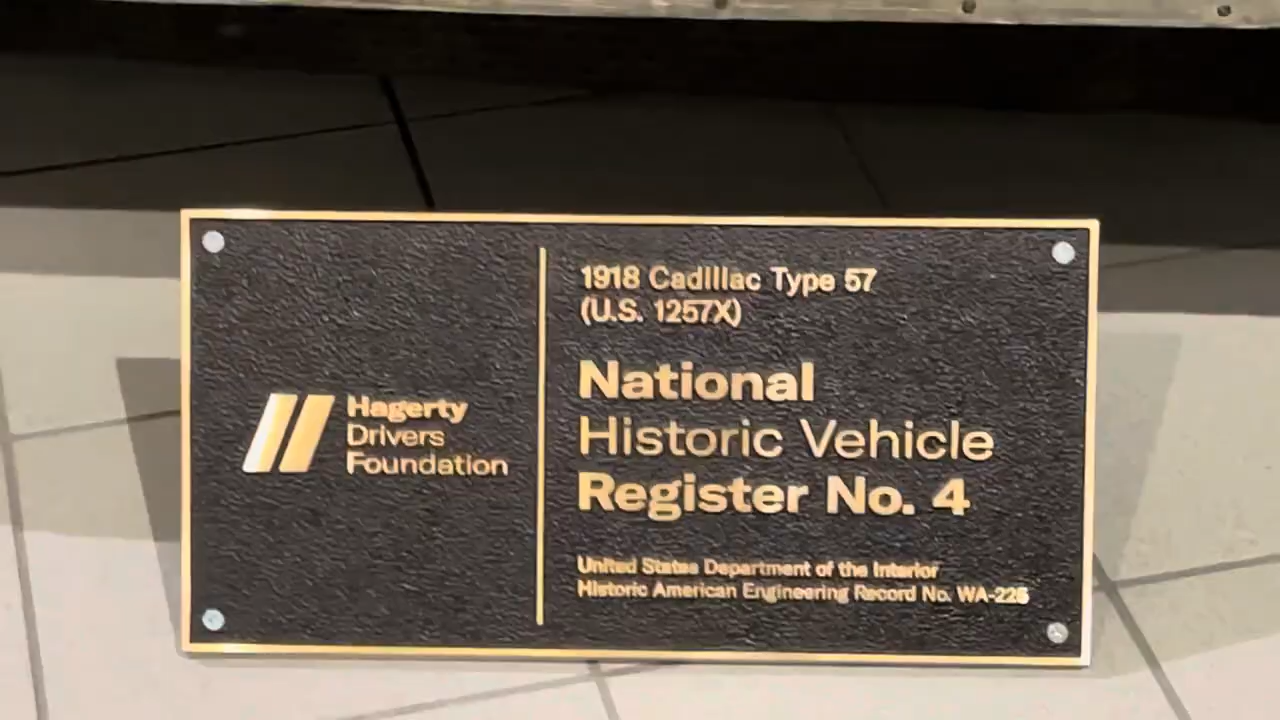 Hagerty
Drivers
Foundation
1918 Cadillac Type 57
(U.S. 1257X)
National
Historic Vehicle
Register No. 4
United States Department of the Interior
Historic American Engineering Record No. WA-226